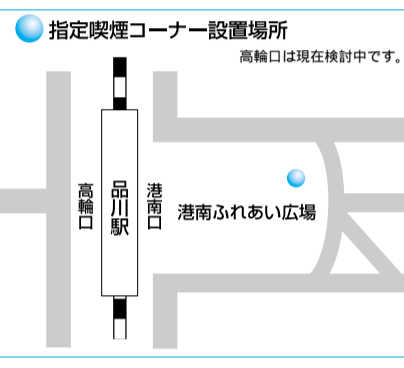 指定喫煙コーナー設置場所
高輪口は現在検討中です。
高輪口
品川駅
港南口
港南ふれあい広場